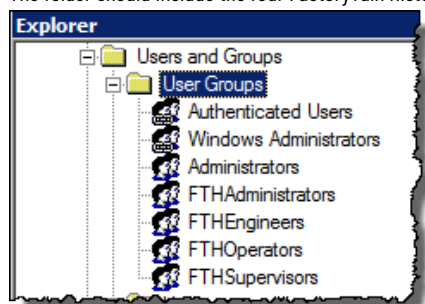 Explorer
Users and Groups
User Groups
Authenticated Users
Windows Administrators
Administrators
FTHAdministrators
FTHEngineers
FTHOperators
FTHSupervisors